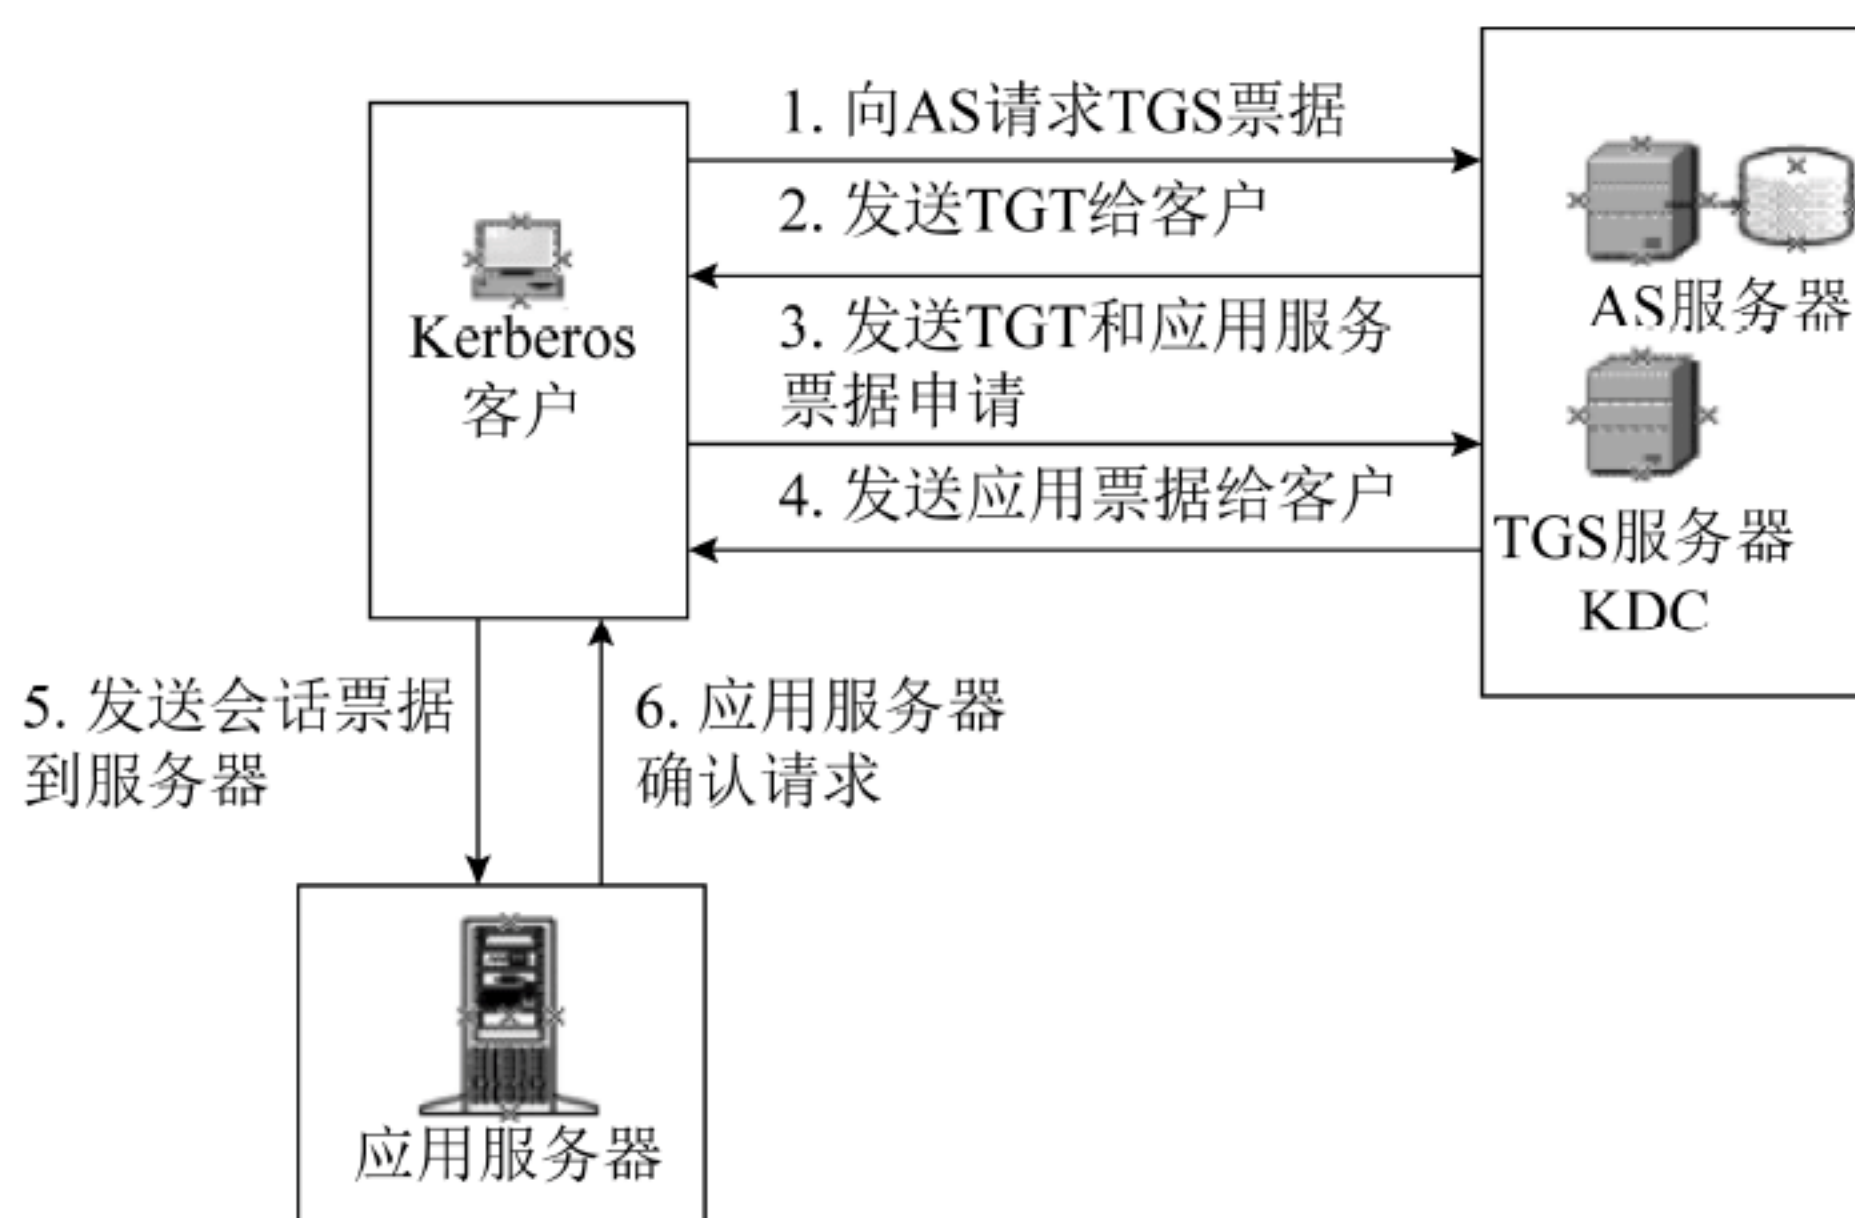 1. 向AS请求TGS票据
2. 发送TGT给客户
3. 发送TGT和应用服务
票据申请
4. 发送应用票据给客户
Kerberos
客户
AS服务器
TGS服务器
KDC
5. 发送会话票据
到服务器
6. 应用服务器
确认请求
应用服务器